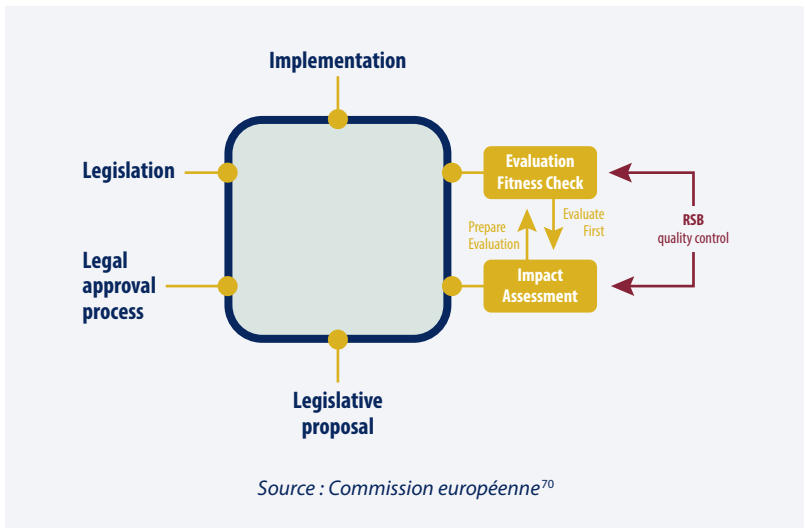 Implementation
Legislation
Evaluation
Fitness Check
Prepare
Evaluation
Evaluate
First
RSB
quality control
Legal
approval
process
Impact
Assessment
Legislative
proposal
Source : Commission européenne70